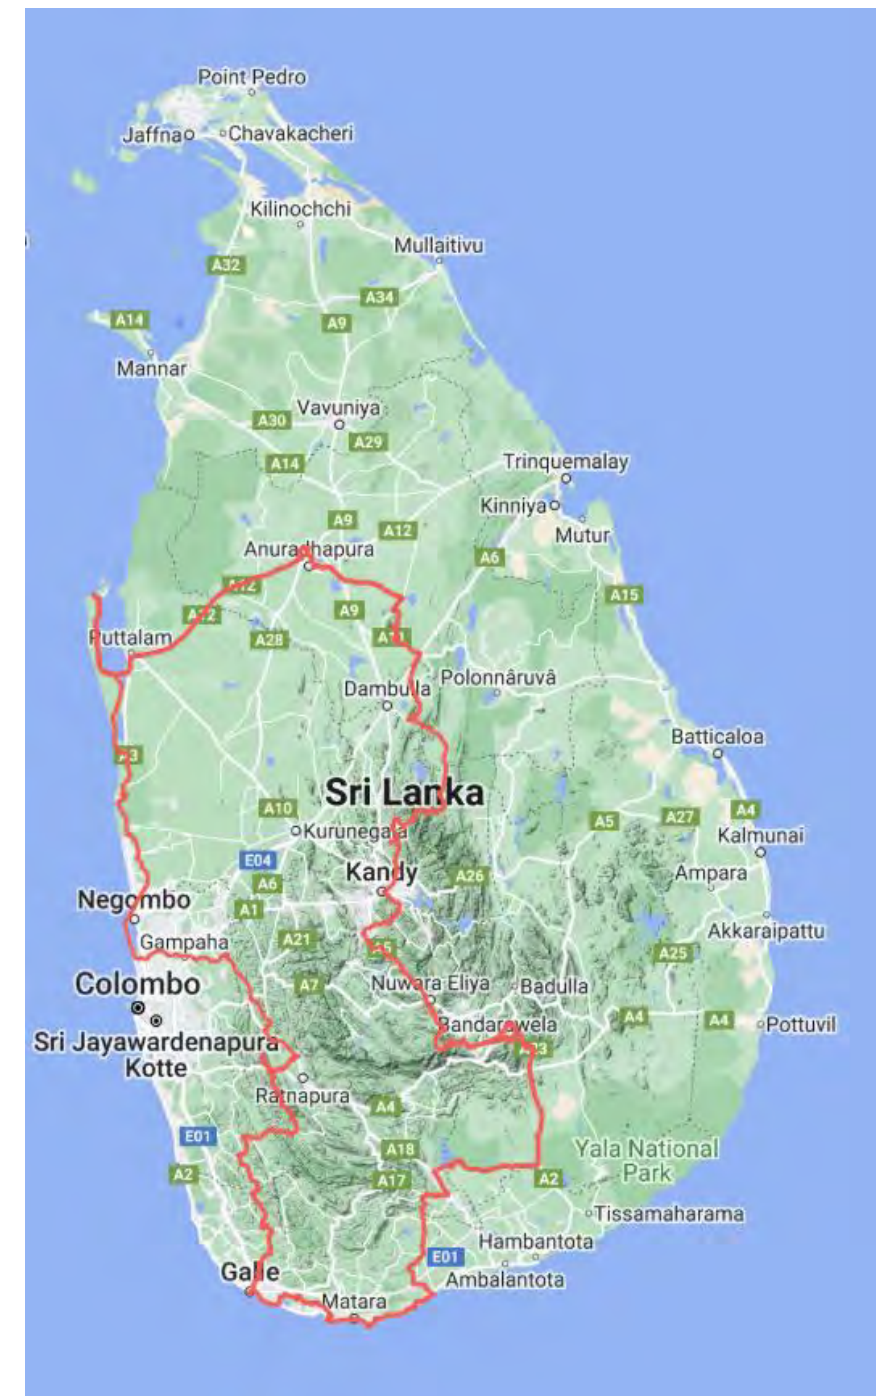 Point Pedro
Jaffna
Chavakacheri
Kilinochchi
Mullaitivu
A32
A34
A14
A9
Mannar
Vavuniya
A30
A29
A14
Trinquemalay
Kinniya
Mutur
A9
A12
Anuradhapura
A6
A12
A15
A9
A12
A28
A11
Puttalam
Polonnâruvâ
Dambulla
Batticaloa
A3
Sri Lanka
A10
A5
A27
A4
Kurunegala
Kalmunai
E04
Kandy
A26
Ampara
A6
Negombo
A1
Akkaraipattu
Gampaha
A21
A5
A25
Colombo
A7
Nuwara Eliya
Badulla
Bandarawela
A4
A4
Pottuvil
Sri Jayawardenapura
Kotte
A23
Ratnapura
A4
E01
A18
Yala National
Park
A2
A17
A2
Tissamaharama
Hambantota
E01
Galle
Ambalantota
Matara